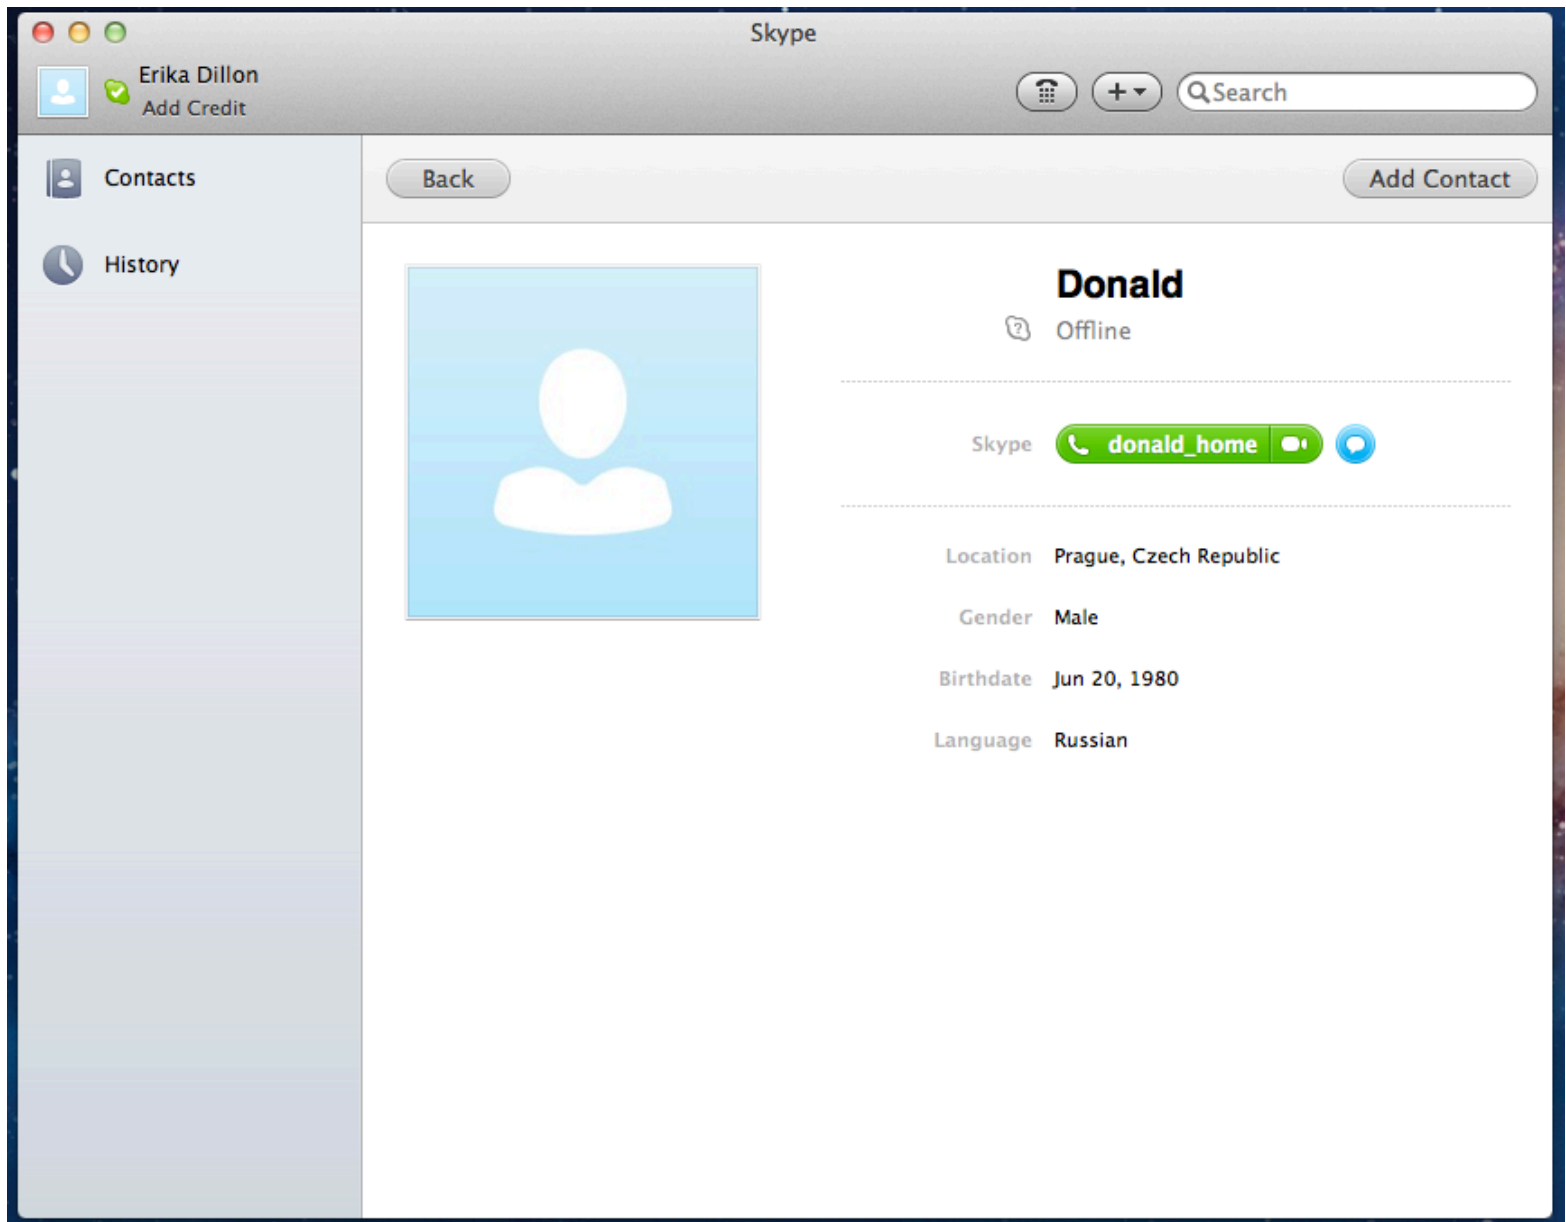 Skype
Erika Dillon
Add Credit
Search
Contacts
History
Back
Add Contact
Donald
Offline
Skype donald_home
Location Prague, Czech Republic
Gender Male
Birthdate Jun 20, 1980
Language Russian